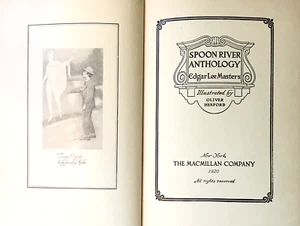 SPOON RIVER
ANTHOLOGY
Edgar Lee Masters
Illustrated by
OLIVER
HERFORD
New York
THE MACMILLAN COMPANY
1920
All rights reserved